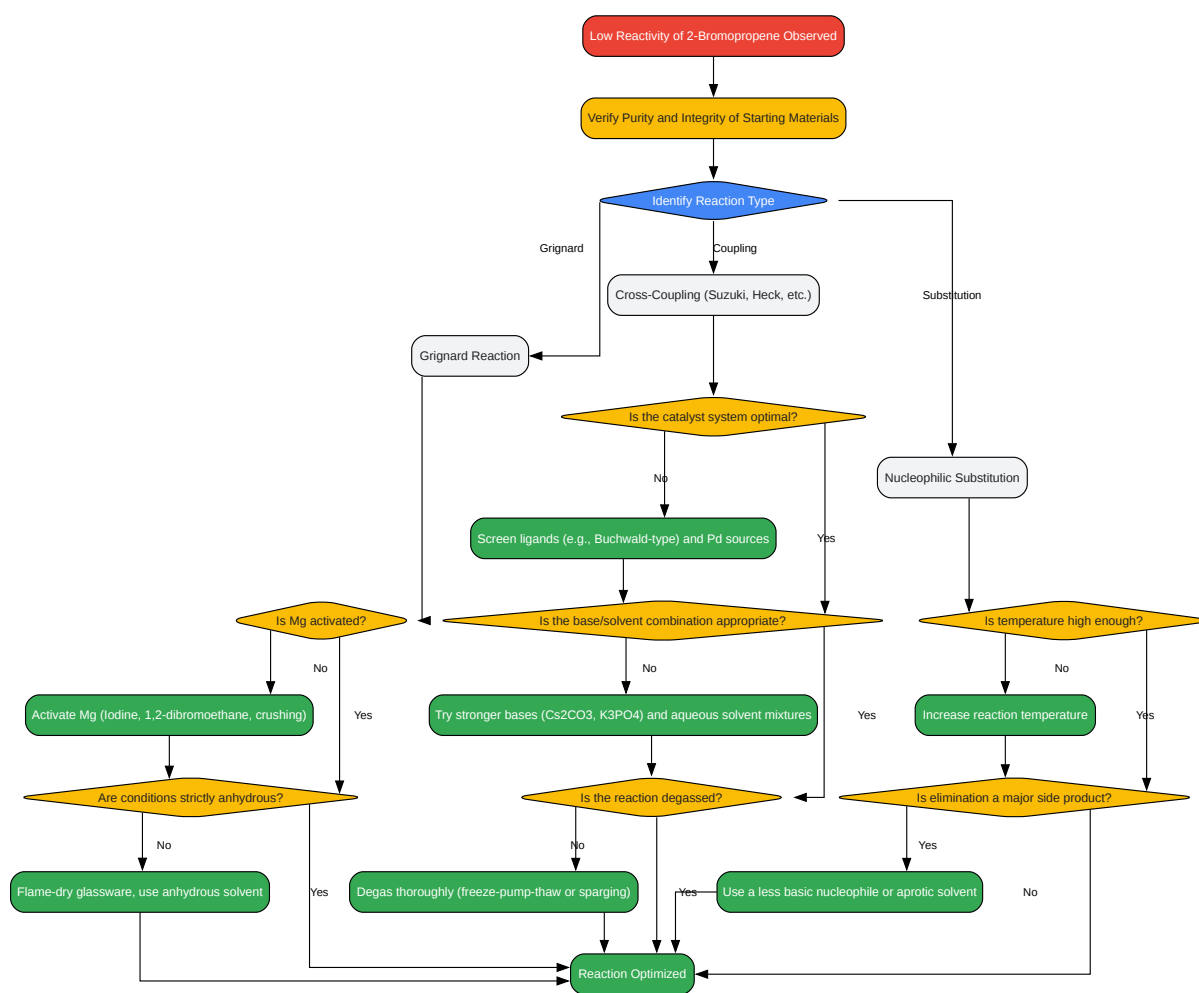 Low Reactivity of 2-Bromopropene Observed
Verify Purity and Integrity of Starting Materials
Identify Reaction Type
Grignard
Coupling
Substitution
Cross-Coupling (Suzuki, Heck, etc.)
Grignard Reaction
Is the catalyst system optimal?
No
Nucleophilic Substitution
Screen ligands (e.g., Buchwald-type) and Pd sources
Yes
Is Mg activated?
Is the base/solvent combination appropriate?
Is temperature high enough?
No
No
No
Activate Mg (Iodine, 1,2-dibromoethane, crushing)
Yes
Try stronger bases (Cs2CO3, K3PO4) and aqueous solvent mixtures
Yes
Increase reaction temperature
Yes
Are conditions strictly anhydrous?
Is the reaction degassed?
Is elimination a major side product?
No
No
Yes
Flame-dry glassware, use anhydrous solvent
Yes
Degas thoroughly (freeze-pump-thaw or sparging)
Yes
Use a less basic nucleophile or aprotic solvent
No
Reaction Optimized